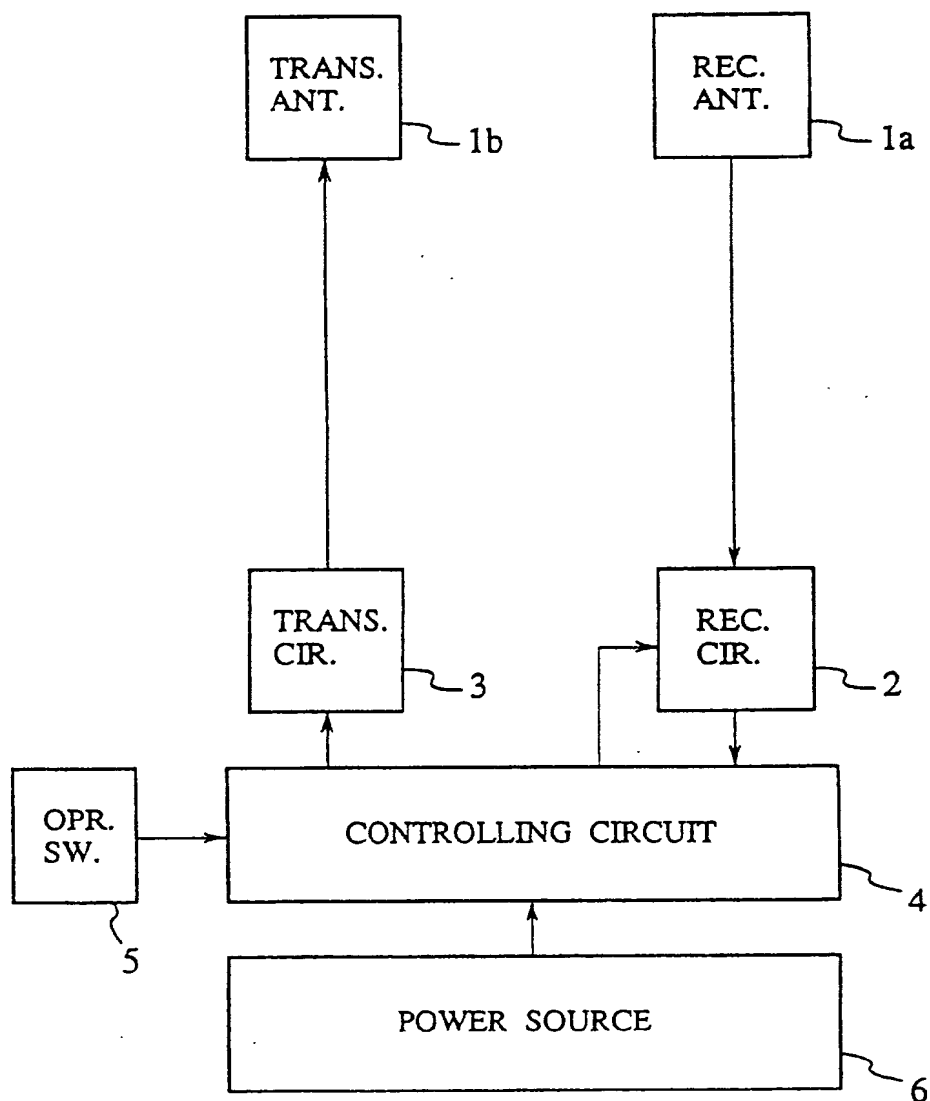 TRANS.
ANT.
1b
REC.
ANT.
1a
TRANS.
CIR.
3
REC.
CIR.
2
OPR.
SW.
5
CONTROLLING CIRCUIT
4
POWER SOURCE
6